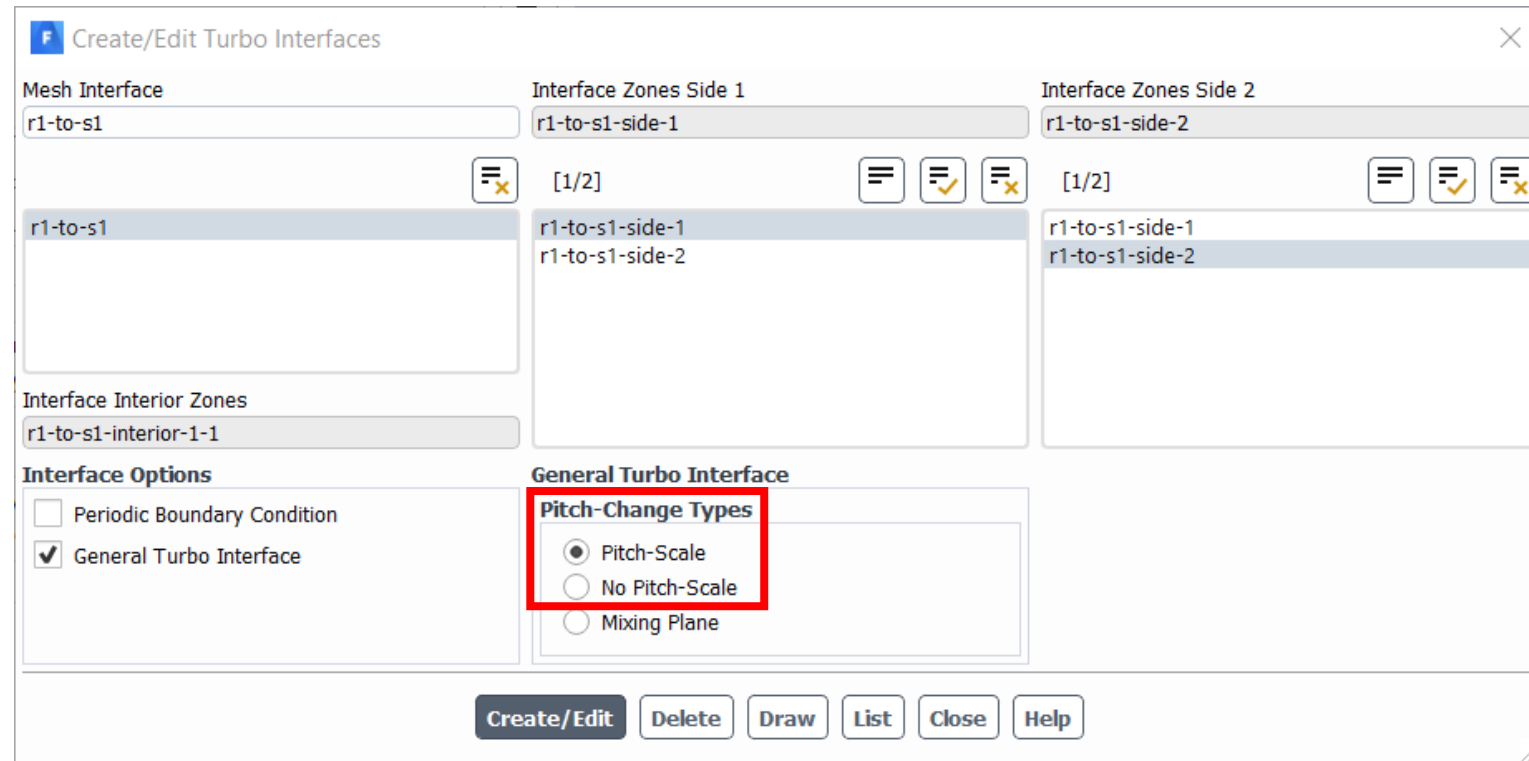 F Create/Edit Turbo Interfaces
Mesh Interface
Interface Zones Side 1
Interface Zones Side 2
r1-to-s1
r1-to-s1-side-1
r1-to-s1-side-2
[1/2]
[1/2]
r1-to-s1
r1-to-s1-side-1
r1-to-s1-side-2
r1-to-s1-side-1
r1-to-s1-side-2
Interface Interior Zones
r1-to-s1-interior-1-1
Interface Options
Periodic Boundary Condition
General Turbo Interface
General Turbo Interface
Pitch-Change Types
Pitch-Scale
No Pitch-Scale
Mixing Plane
Create/Edit
Delete
Draw
List
Close
Help